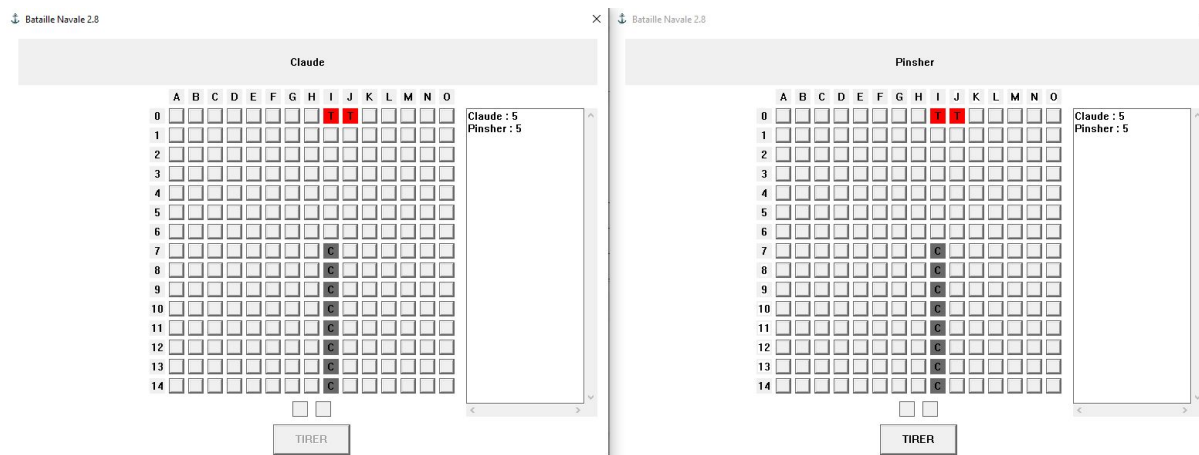 Bataille Navale 2.8
Claude
A B C D E F G H I J K L M N O
0 T T
1
2
3
4
5
6
7 C
8 C
9 C
10 C
11 C
12 C
13 C
14 C
Claude : 5
Pinsher : 5
TIRER
Bataille Navale 2.8
Pinsher
A B C D E F G H I J K L M N O
0 T T
1
2
3
4
5
6
7 C
8 C
9 C
10 C
11 C
12 C
13 C
14 C
Claude : 5
Pinsher : 5
TIRER